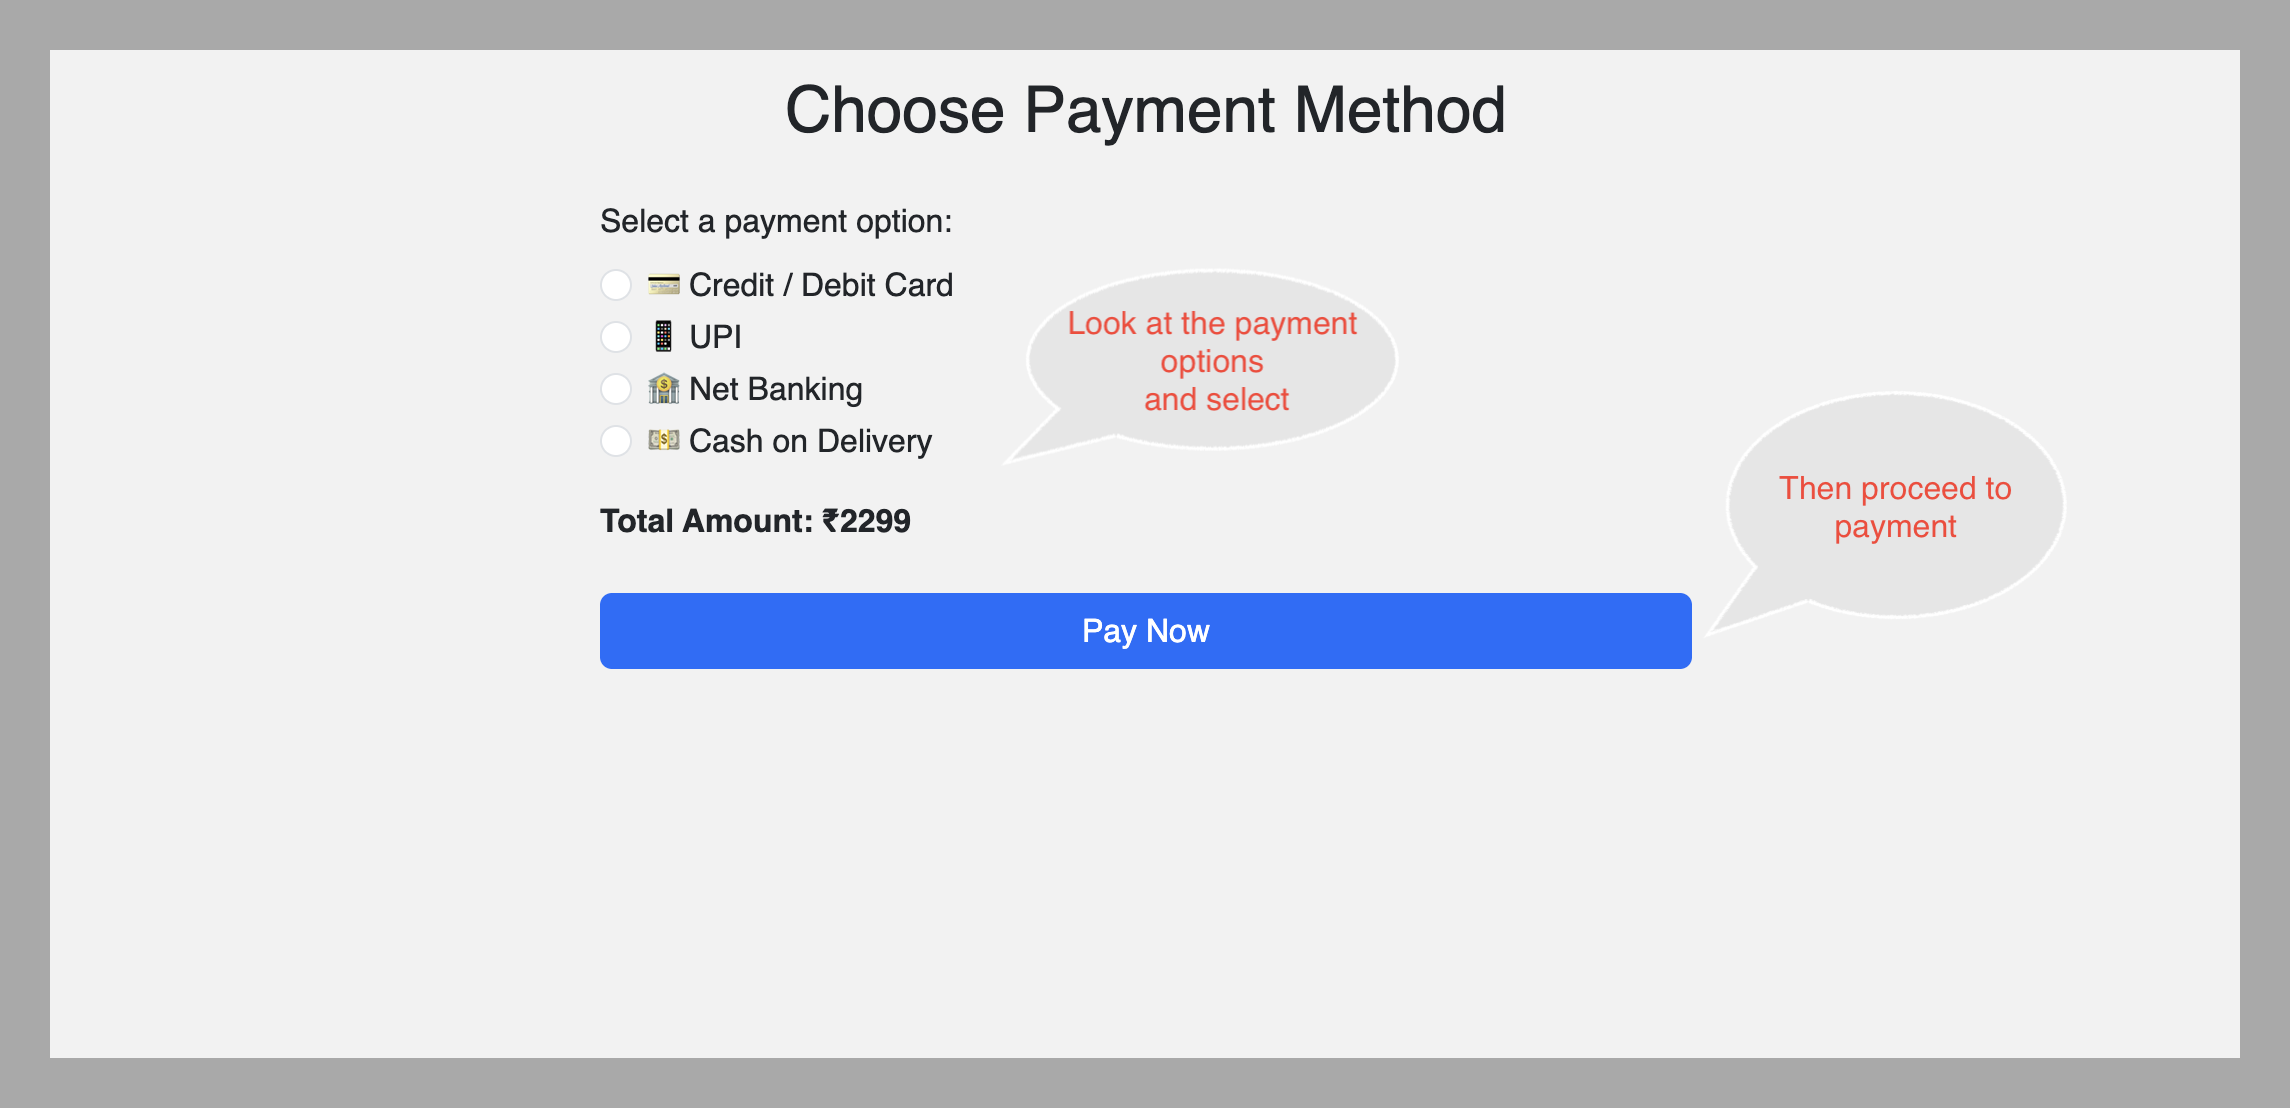 Choose Payment Method
Select a payment option:
💳 Credit / Debit Card
📱 UPI
🏦 Net Banking
💵 Cash on Delivery
Look at the payment
options
and select
Total Amount: ₹2299
Then proceed to
payment
Pay Now